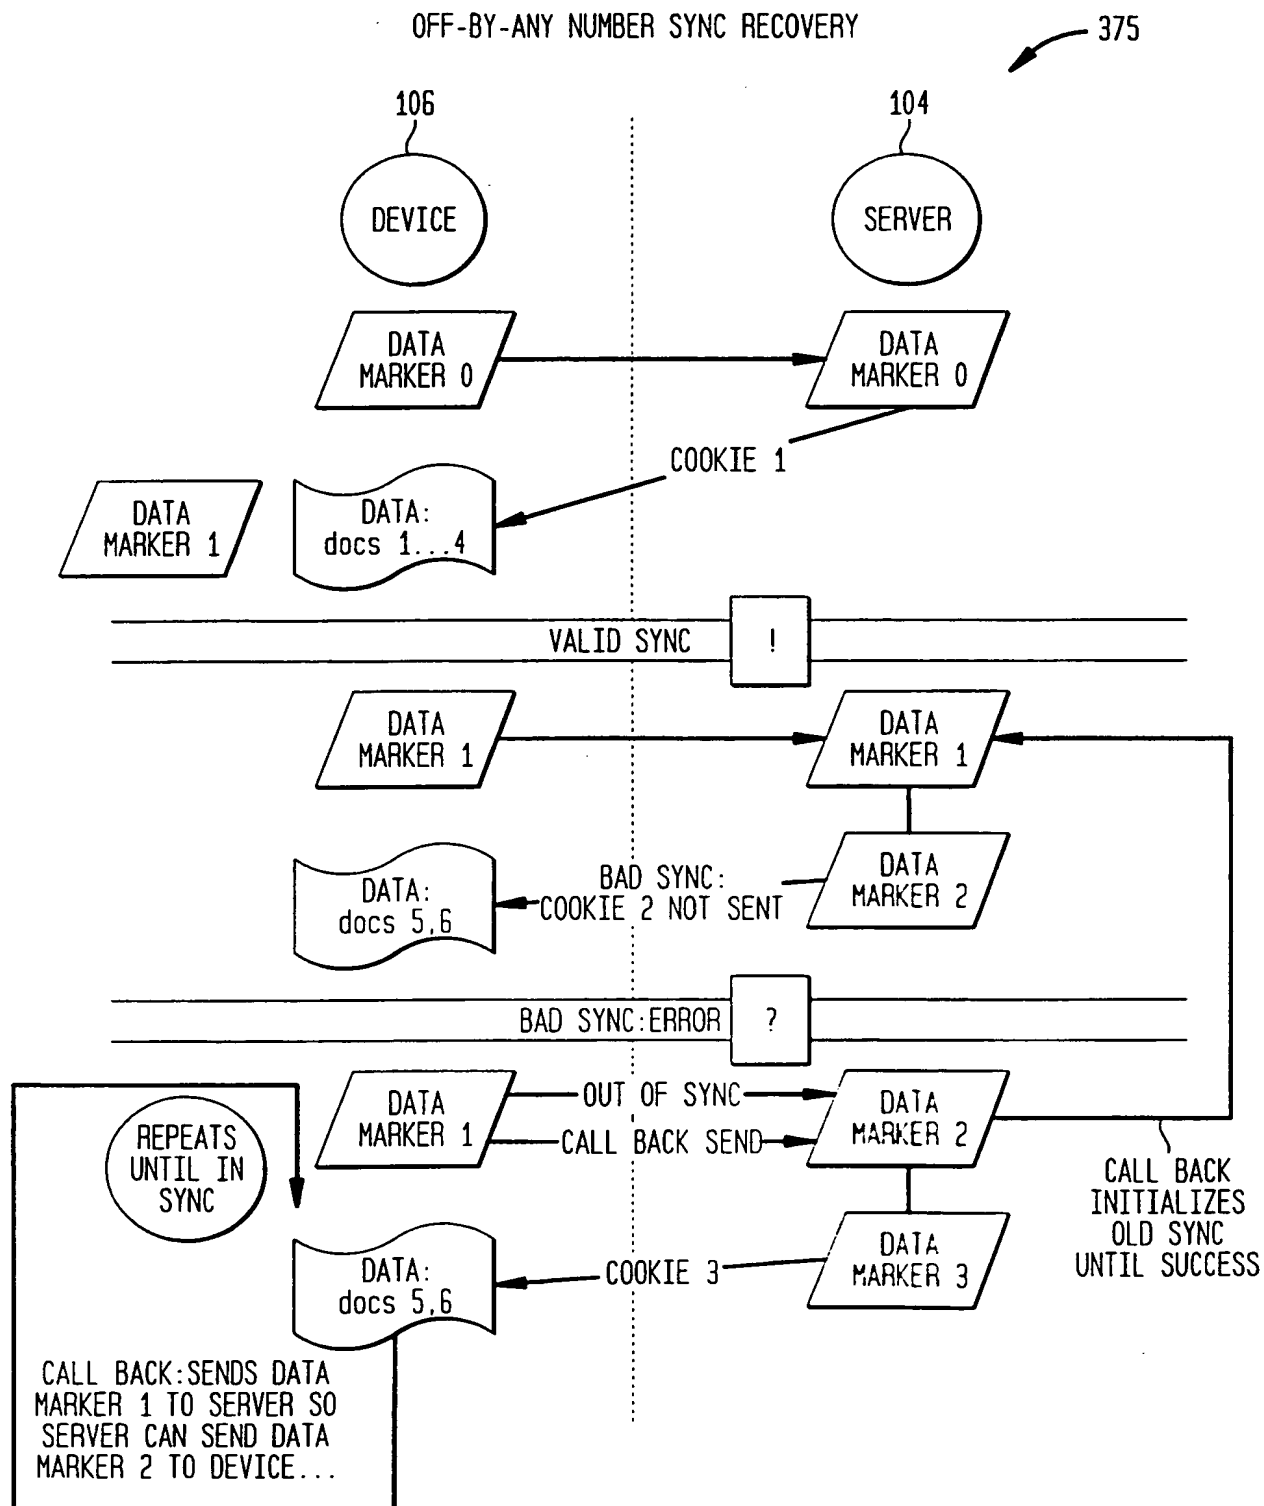 OFF-BY-ANY NUMBER SYNC RECOVERY
375
106
104
DEVICE
SERVER
DATA
MARKER 0
DATA
MARKER 0
COOKIE 1
DATA
MARKER 1
DATA:
docs 1...4
VALID SYNC
!
DATA
MARKER 1
DATA
MARKER 1
DATA:
docs 5,6
BAD SYNC:
COOKIE 2 NOT SENT
DATA
MARKER 2
BAD SYNC:ERROR
?
REPEATS
UNTIL IN
SYNC
DATA
MARKER 1
OUT OF SYNC
CALL BACK SEND
DATA
MARKER 2
CALL BACK
INITIALIZES
OLD SYNC
UNTIL SUCCESS
DATA:
docs 5,6
COOKIE 3
DATA
MARKER 3
CALL BACK:SENDS DATA
MARKER 1 TO SERVER SO
SERVER CAN SEND DATA
MARKER 2 TO DEVICE...